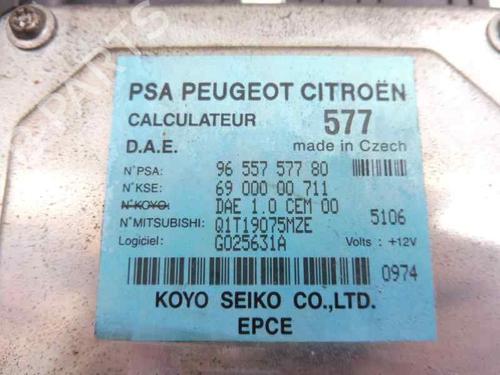 PSA PEUGEOT CITROËN
CALCULATEUR 577
D.A.E. made in Czech
N°PSA: 96 557 577 80
N°KSE: 69 000 00 711
N°KOYO: DAE 1.0 CEM 00
N°MITSUBISHI: Q1T19075MZE 5106
Logiciel: G025631A Volts : +12V
0974
KOYO SEIKO CO.,LTD.
EPCE